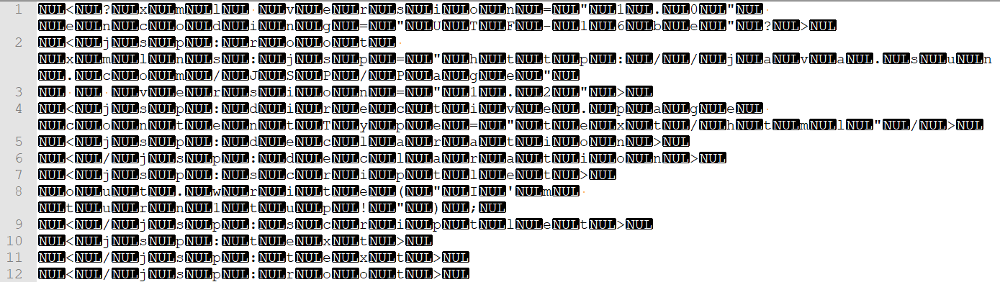 1 NUL<NUL?NULxNULmNULlNUL NULvNULeNULrNULsNULiNULoNULnNUL=NUL"NUL1NUL.NUL0NUL"NUL
NULeNULnNULcNULoNULdNULiNULnNULgNUL=NUL"NULUNULTNULFNUL-NUL1NUL6NULbNULeNUL"NUL?NUL>NUL
2 NUL<NULjNULsNULpNUL:NULrNULoNULoNULtNUL
NULxNULmNULlNULnNULsNUL:NULjNULsNULpNUL=NUL"NULhNULtNULtNULpNUL:NUL/NUL/NULjNULaNULvNULaNUL.NULsNULuNULn
NUL.NULcNULoNULmNUL/NULJNULSNULPNUL/NULPNULaNULgNULeNUL"NUL
3 NUL NUL NULvNULeNULrNULsNULiNULoNULnNUL=NUL"NUL1NUL.NUL2NUL"NUL>NUL
4 NUL<NULjNULsNULpNUL:NULdNULiNULrNULeNULcNULtNULiNULvNULeNUL.NULpNULaNULgNULeNUL
NULcNULoNULnNULtNULeNULnNULtNULTNULyNULpNULeNUL=NUL"NULtNULeNULxNULtNUL/NULhNULtNULmNULlNUL"NUL/NUL>NUL
5 NUL<NULjNULsNULpNUL:NULdNULeNULcNULlNULaNULrNULaNULtNULiNULoNULnNUL>NUL
6 NUL<NUL/NULjNULsNULpNUL:NULdNULeNULcNULlNULaNULrNULaNULtNULiNULoNULnNUL>NUL
7 NUL<NULjNULsNULpNUL:NULsNULcNULrNULiNULpNULtNULlNULeNULtNUL>NUL
8 NULoNULuNULtNUL.NULwNULrNULiNULtNULeNUL(NUL"NULINUL'NULmNUL
NULtNULuNULrNULnNUL1NULtNULuNULpNUL!NUL"NUL)NUL;NUL
9 NUL<NUL/NULjNULsNULpNUL:NULsNULcNULrNULiNULpNULtNULlNULeNULtNUL>NUL
10 NUL<NULjNULsNULpNUL:NULtNULeNULxNULtNUL>NUL
11 NUL<NUL/NULjNULsNULpNUL:NULtNULeNULxNULtNUL>NUL
12 NUL<NUL/NULjNULsNULpNUL:NULrNULoNULoNULtNUL>NUL